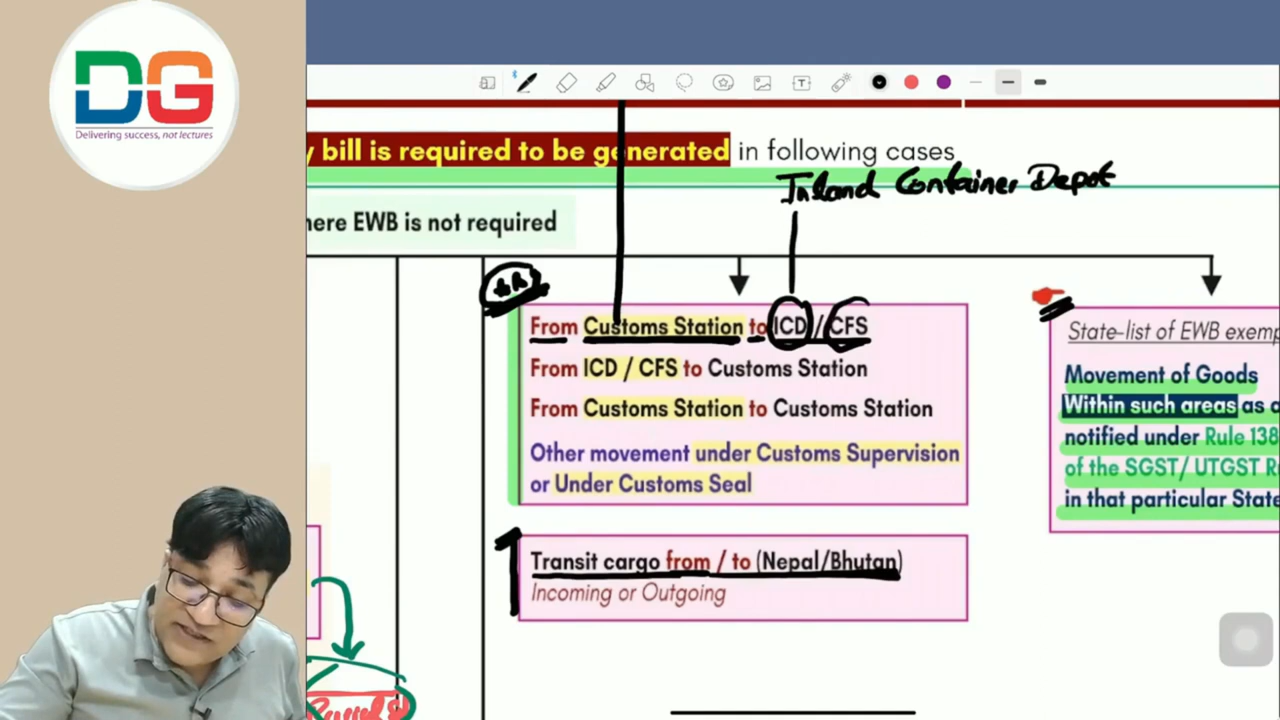 DG
Delivering success, not lectures
T
bill is required to be generated in following cases
Inland Container Depot
here EWB is not required
From Customs Station to ICD / CFS
From ICD / CFS to Customs Station
From Customs Station to Customs Station
Other movement under Customs Supervision
or Under Customs Seal
Transit cargo from / to (Nepal/Bhutan)
Incoming or Outgoing
State-list of EWB exemp
Movement of Goods
Within such areas as
notified under Rule 138
of the SGST/ UTGST R
in that particular State